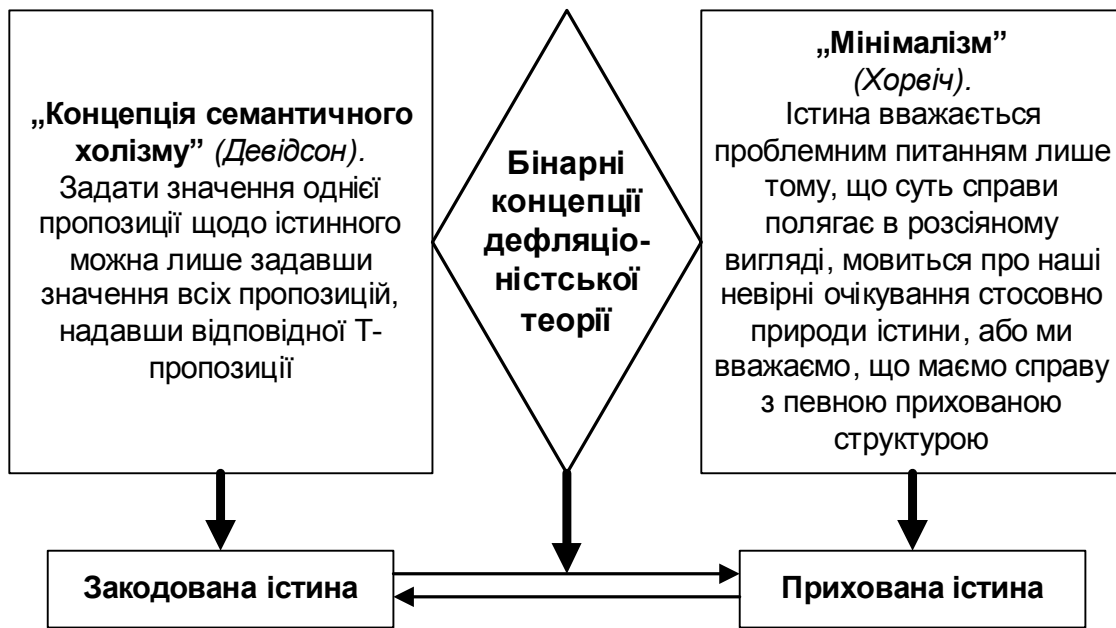 „Концепція семантичного
холізму” (Девідсон).
Задати значення однієї
пропозиції щодо істинного
можна лише задавши
значення всіх пропозицій,
надавши відповідної Т-
пропозиції
Бінарні
концепції
дефляціо-
ністської
теорії
„Мінімалізм”
(Хорвіч).
Істина вважається
проблемним питанням лише
тому, що суть справи
полягає в розсіяному
вигляді, мовиться про наші
невірні очікування стосовно
природи істини, або ми
вважаємо, що маємо справу
з певною прихованою
структурою
Закодована істина
Прихована істина